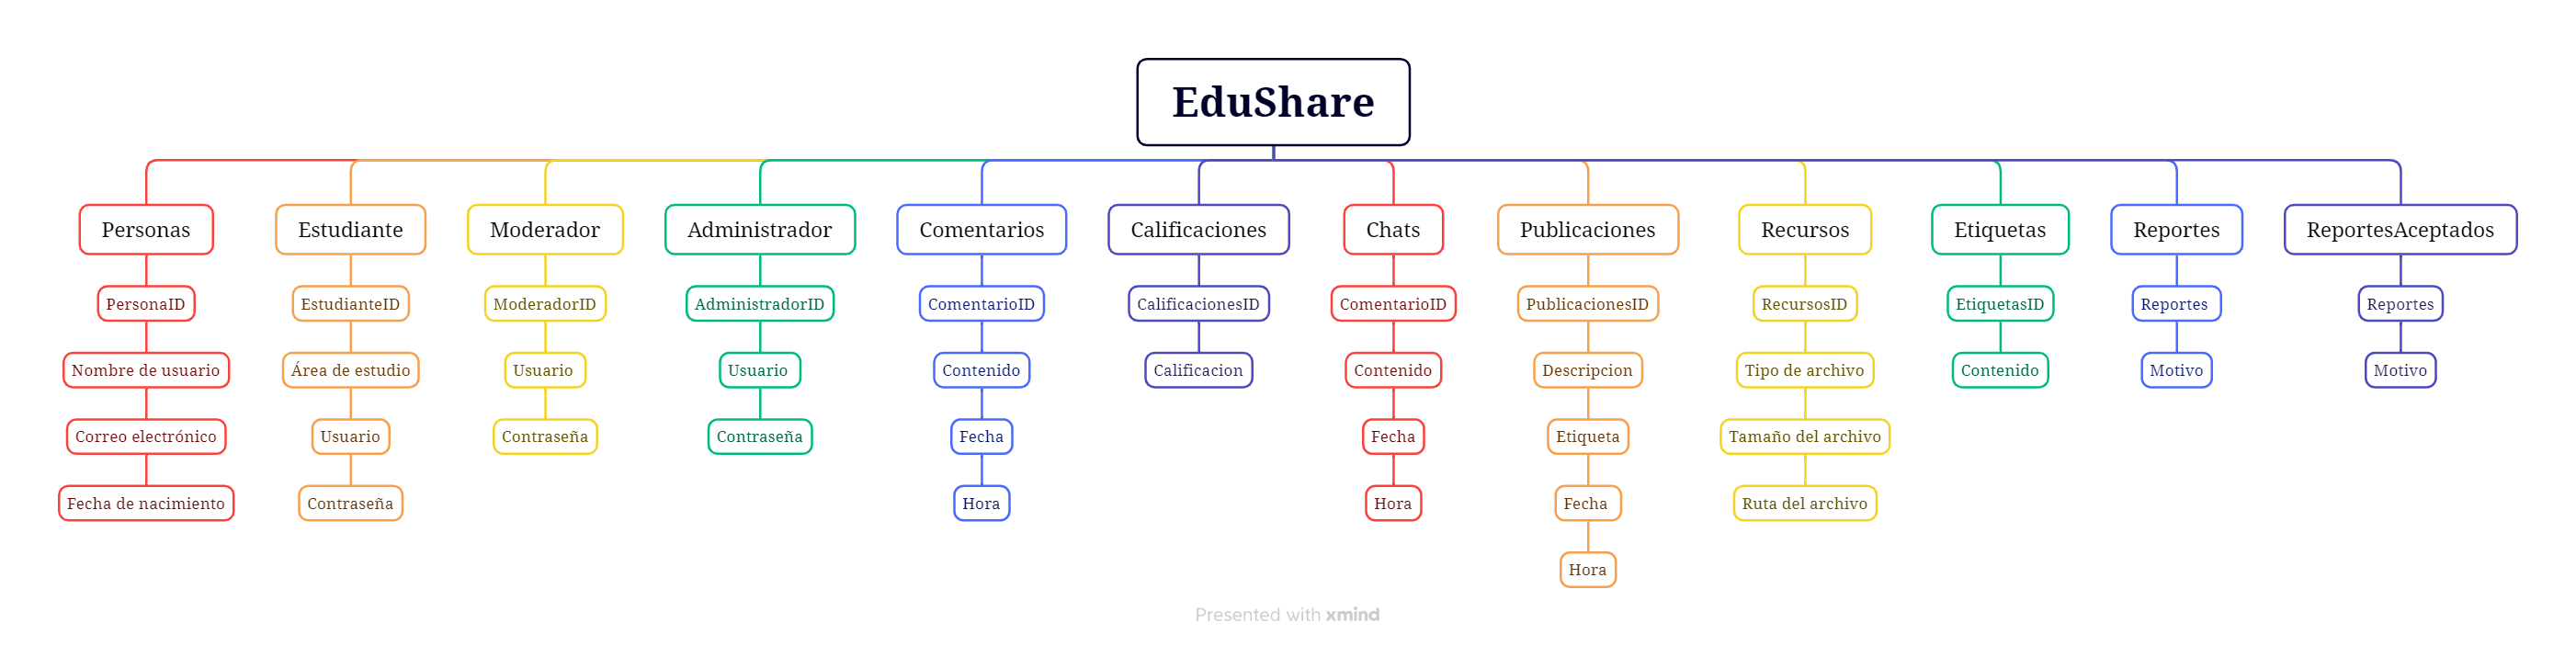 EduShare
Personas
Estudiante
Moderador
Administrador
Comentarios
Calificaciones
Chats
Publicaciones
Recursos
Etiquetas
Reportes
ReportesAceptados
PersonaID
EstudianteID
ModeradorID
AdministradorID
ComentarioID
CalificacionesID
ComentarioID
PublicacionesID
RecursosID
EtiquetasID
Reportes
Reportes
Nombre de usuario
Área de estudio
Usuario
Usuario
Contenido
Calificacion
Contenido
Descripcion
Tipo de archivo
Contenido
Motivo
Motivo
Correo electrónico
Usuario
Contraseña
Contraseña
Fecha
Fecha
Etiqueta
Tamaño del archivo
Fecha de nacimiento
Contraseña
Hora
Hora
Fecha
Ruta del archivo
Hora
Presented with xmind